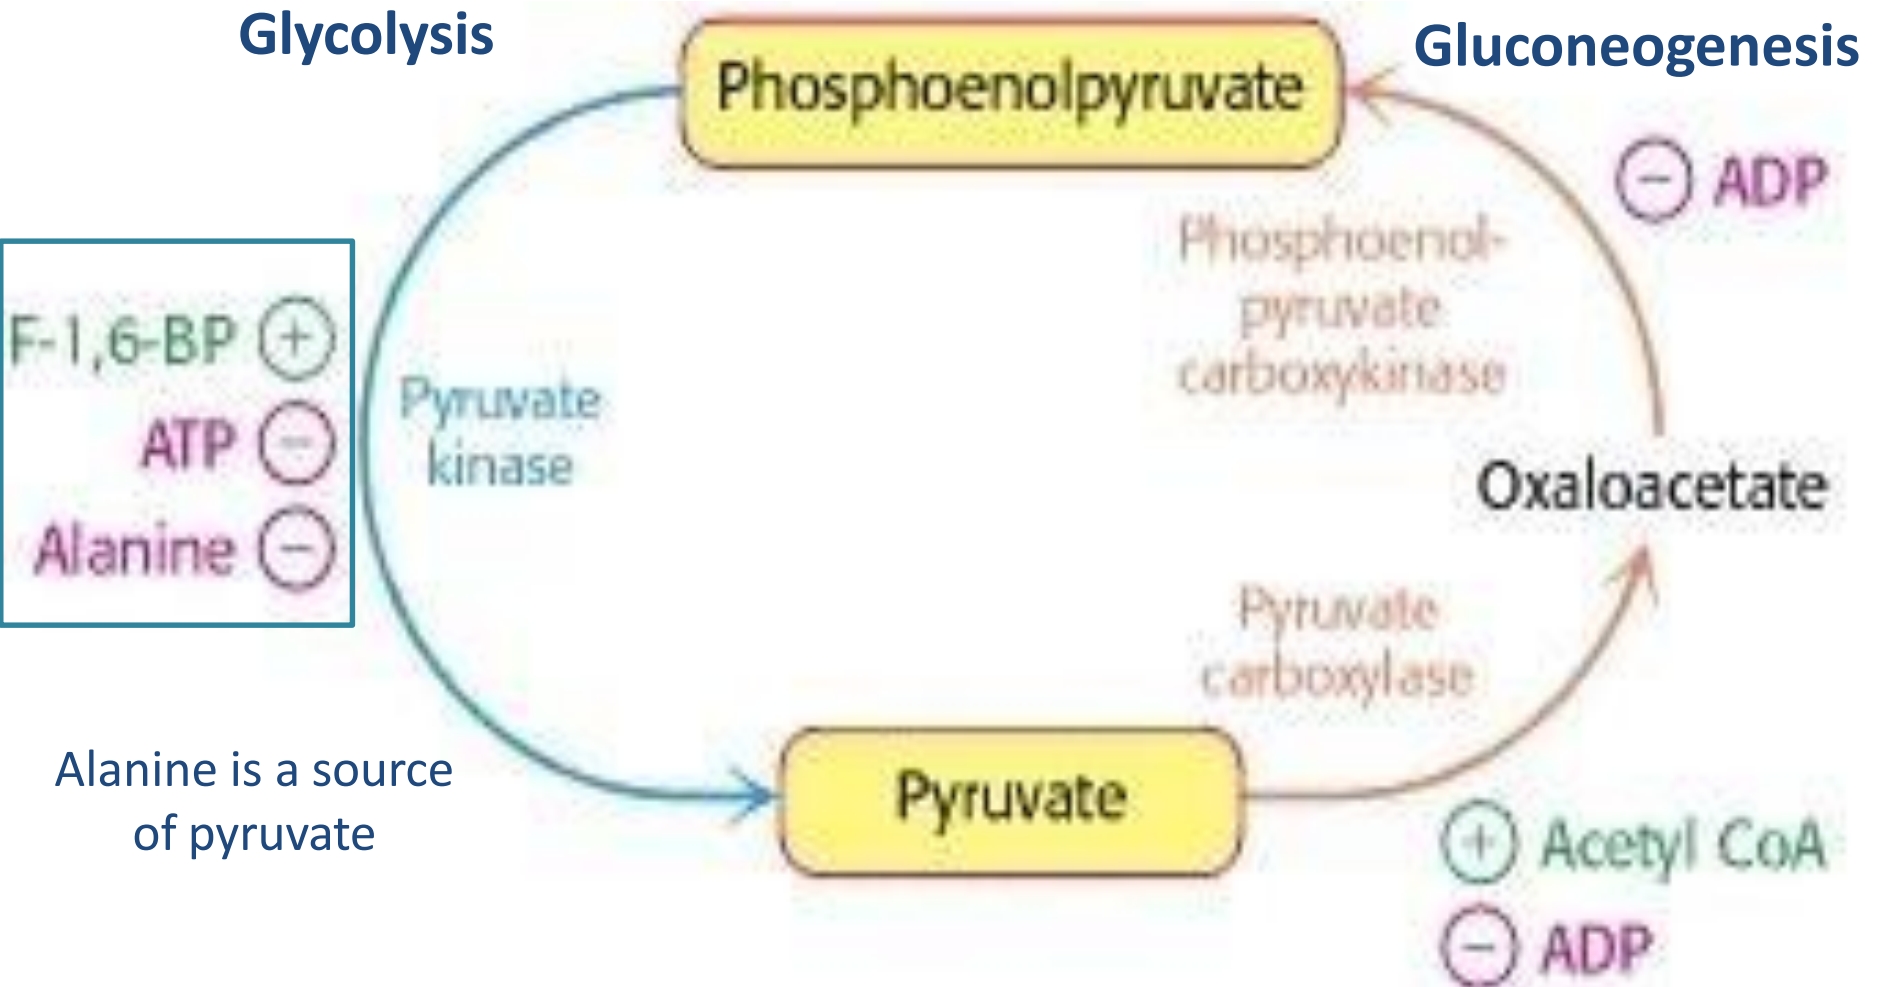 Glycolysis
Phosphoenolpyruvate
Gluconeogenesis
⊖ ADP
Phosphoenol-
pyruvate
carboxykinase
F-1,6-BP ⊕
ATP ⊖
Alanine ⊖
Pyruvate
kinase
Oxaloacetate
Pyruvate
carboxylase
Alanine is a source
of pyruvate
Pyruvate
⊕ Acetyl CoA
⊖ ADP